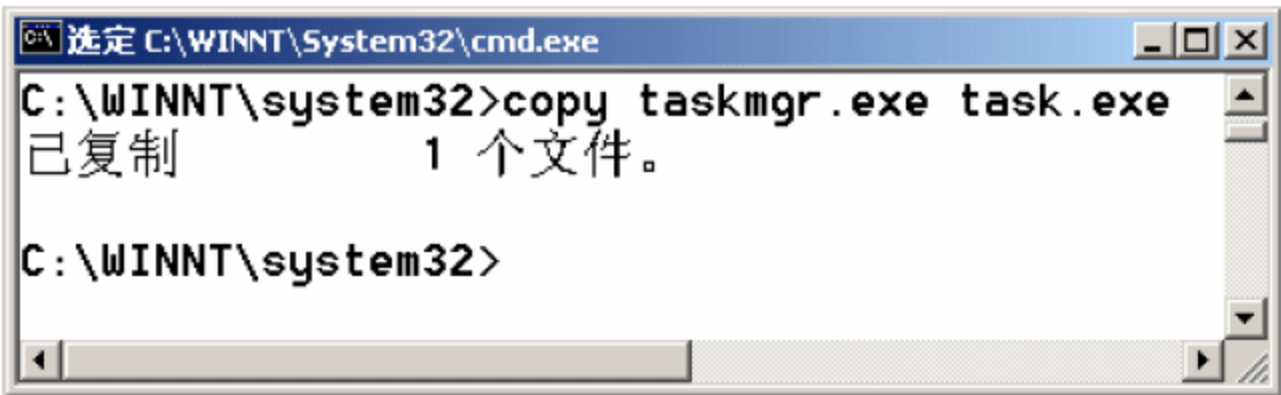 选定 C:\WINNT\System32\cmd.exe
C:\WINNT\system32>copy taskmgr.exe task.exe
已复制         1 个文件。
C:\WINNT\system32>